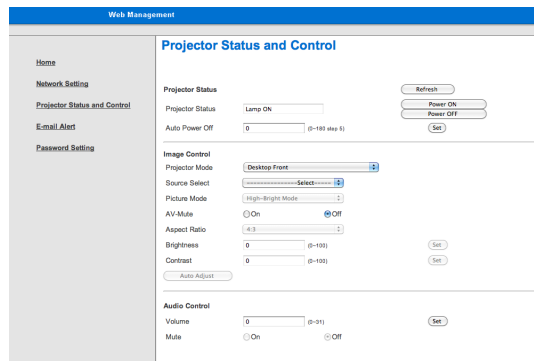 Web Management
Projector Status and Control
Home
Network Setting
Projector Status and Control
E-mail Alert
Password Setting
Projector Status
Refresh
Projector Status
Lamp ON
Power ON
Power OFF
Auto Power Off
0
(0-180 step 5)
Set
Image Control
Projector Mode
Desktop Front
Source Select
------------------Select------
Picture Mode
High-Bright Mode
AV-Mute
On
Off
Aspect Ratio
4:3
Brightness
0
(0-100)
Set
Contrast
0
(0-100)
Set
Auto Adjust
Audio Control
Volume
0
(0-31)
Set
Mute
On
Off